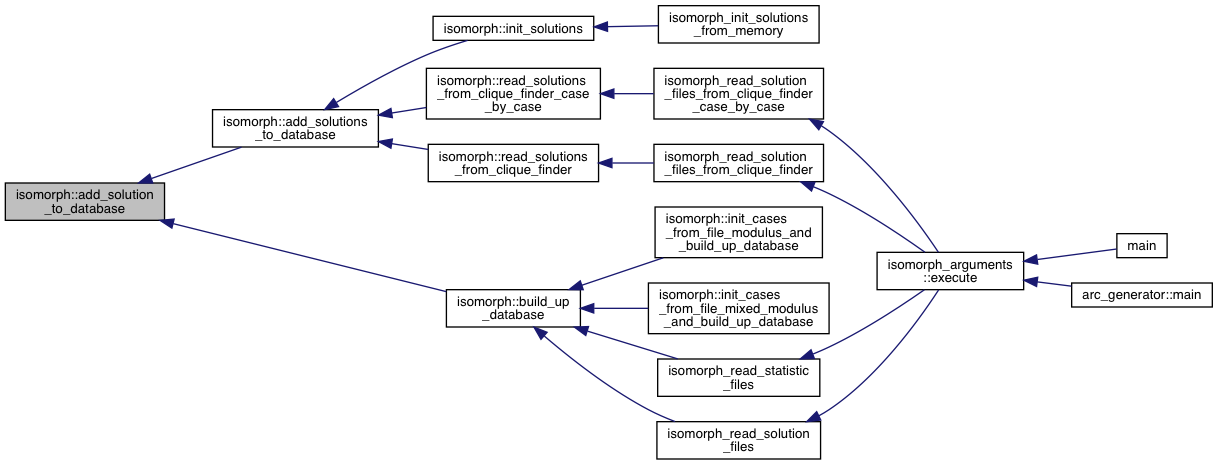 isomorph::add_solution
_to_database
isomorph::add_solutions
_to_database
isomorph::init_solutions
isomorph_init_solutions
_from_memory
isomorph::read_solutions
_from_clique_finder_case
_by_case
isomorph_read_solution
_files_from_clique_finder
_case_by_case
isomorph::read_solutions
_from_clique_finder
isomorph_read_solution
_files_from_clique_finder
isomorph::build_up
_database
isomorph::init_cases
_from_file_modulus_and
_build_up_database
isomorph::init_cases
_from_file_mixed_modulus
_and_build_up_database
isomorph_read_statistic
_files
isomorph_read_solution
_files
isomorph_arguments
::execute
main
arc_generator::main